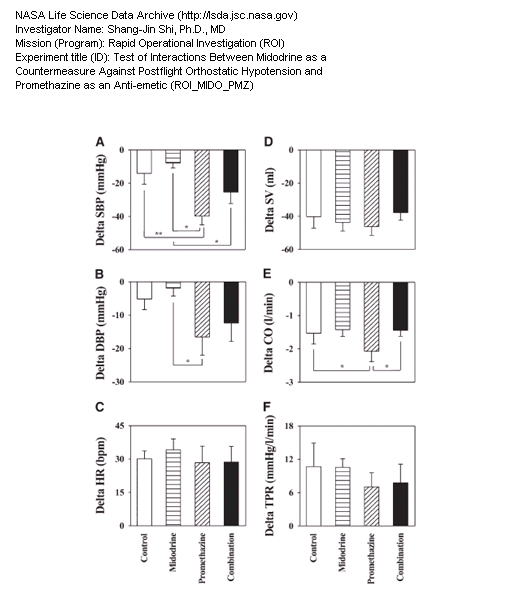 NASA Life Science Data Archive (http://lsda.jsc.nasa.gov)
Investigator Name: Shang-Jin Shi, Ph.D., MD
Mission (Program): Rapid Operational Investigation (ROI)
Experiment title (ID): Test of Interactions Between Midodrine as a
Countermeasure Against Postflight Orthostatic Hypotension and
Promethazine as an Anti-emetic (ROI_MIDO_PMZ)
A
Delta SBP (mmHg)
0
-20
-40
-60
**
*
*
D
Delta SV (ml)
0
-20
-40
-60
B
Delta DBP (mmHg)
0
-10
-20
-30
*
E
Delta CO (l/min)
0
-1
-2
-3
*
*
C
Delta HR (bpm)
45
30
15
0
Control
Midodrine
Promethazine
Combination
F
Delta TPR (mmHg/l/min)
18
12
6
0
Control
Midodrine
Promethazine
Combination